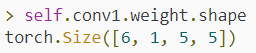 > self.conv1.weight.shape
torch.Size([6, 1, 5, 5])